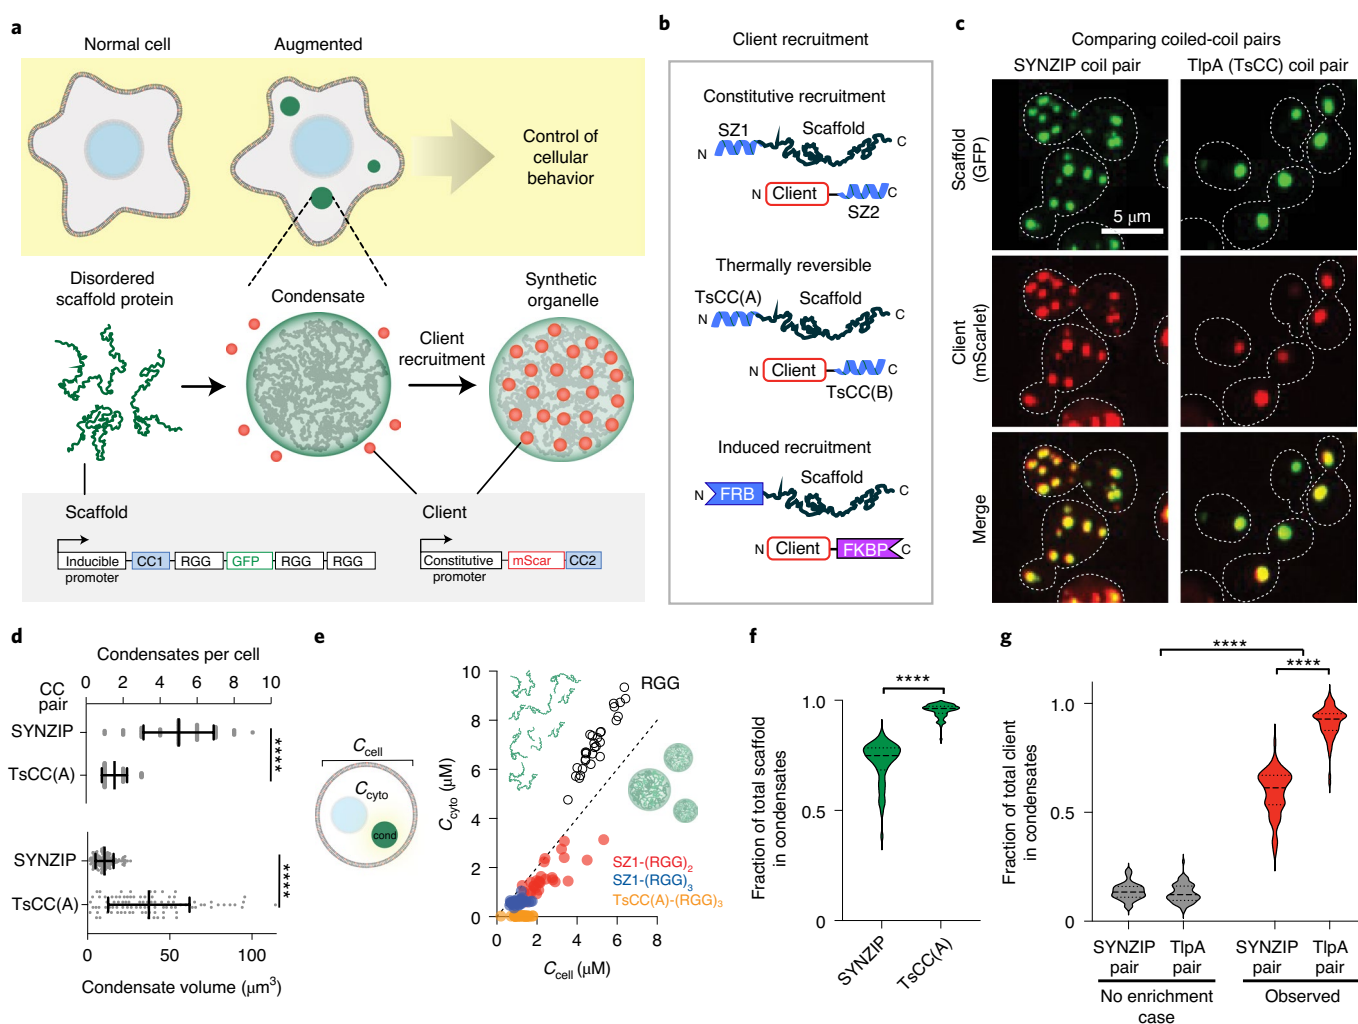 a
Normal cell
Augmented
Control of
cellular
behavior
Disordered
scaffold protein
Condensate
Synthetic
organelle
Client
recruitment
Scaffold
Inducible
promoter
CC1
RGG
GFP
RGG
RGG
Client
Constitutive
promoter
mScar
CC2
b
Client recruitment
Constitutive recruitment
SZ1
Scaffold
N
C
N
Client
C
SZ2
Thermally reversible
TsCC(A)
Scaffold
N
C
N
Client
C
TsCC(B)
Induced recruitment
Scaffold
N
FRB
C
N
Client
FKBP
C
c
Comparing coiled-coil pairs
SYNZIP coil pair
TlpA (TsCC) coil pair
Scaffold
(GFP)
5 μm
Client
(mScarlet)
Merge
d
Condensates per cell
0 2 4 6 8 10
CC
pair
SYNZIP
TsCC(A)
****
SYNZIP
TsCC(A)
****
0 50 100
Condensate volume (μm³)
e
C_cell
C_cyto
cond
C_cyto (μM)
10
8
6
4
2
0
RGG
SZ1-(RGG)₂
SZ1-(RGG)₃
TsCC(A)-(RGG)₃
0 2 4 6 8
C_cell (μM)
f
****
Fraction of total scaffold
in condensates
1.0
0.5
0
SYNZIP
TsCC(A)
g
****
****
Fraction of total client
in condensates
1.0
0.5
0
SYNZIP
pair
TlpA
pair
SYNZIP
pair
TlpA
pair
No enrichment
case
Observed